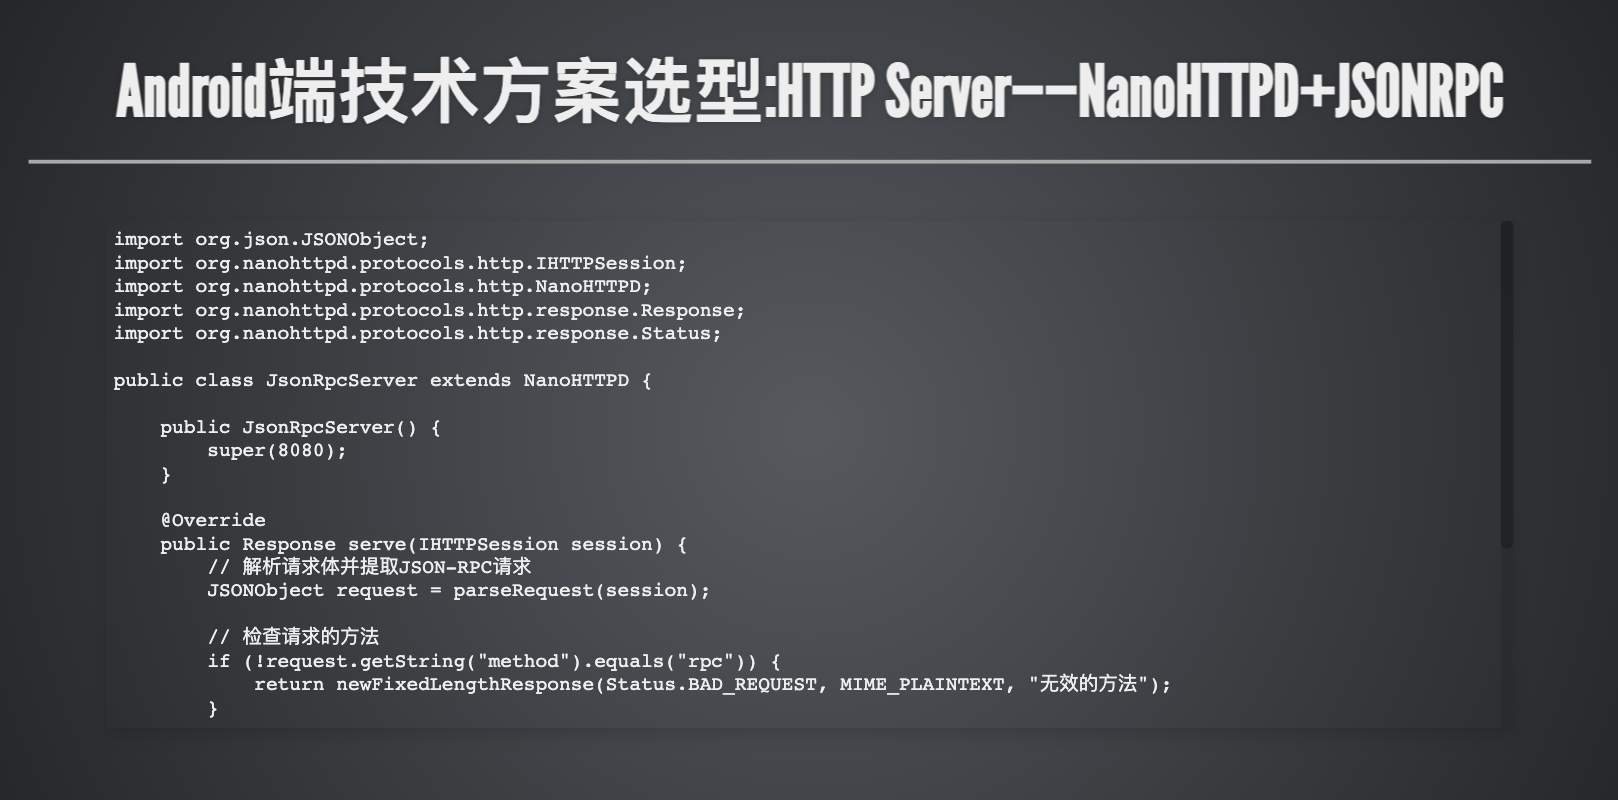 Android端技术方案选型:HTTP Server——NanoHTTPD+JSONRPC
import org.json.JSONObject;
import org.nanohttpd.protocols.http.IHTTPSession;
import org.nanohttpd.protocols.http.NanoHTTPD;
import org.nanohttpd.protocols.http.response.Response;
import org.nanohttpd.protocols.http.response.Status;
public class JsonRpcServer extends NanoHTTPD {
public JsonRpcServer() {
super(8080);
}
@Override
public Response serve(IHTTPSession session) {
// 解析请求体并提取JSON-RPC请求
JSONObject request = parseRequest(session);
// 检查请求的方法
if (!request.getString("method").equals("rpc")) {
return newFixedLengthResponse(Status.BAD_REQUEST, MIME_PLAINTEXT, "无效的方法");
}